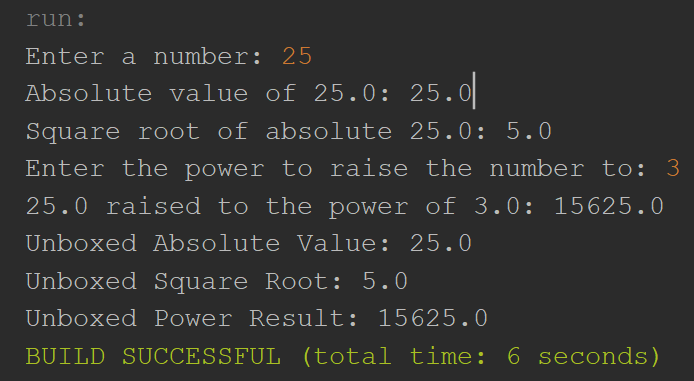 run:
Enter a number: 25
Absolute value of 25.0: 25.0
Square root of absolute 25.0: 5.0
Enter the power to raise the number to: 3
25.0 raised to the power of 3.0: 15625.0
Unboxed Absolute Value: 25.0
Unboxed Square Root: 5.0
Unboxed Power Result: 15625.0
BUILD SUCCESSFUL (total time: 6 seconds)